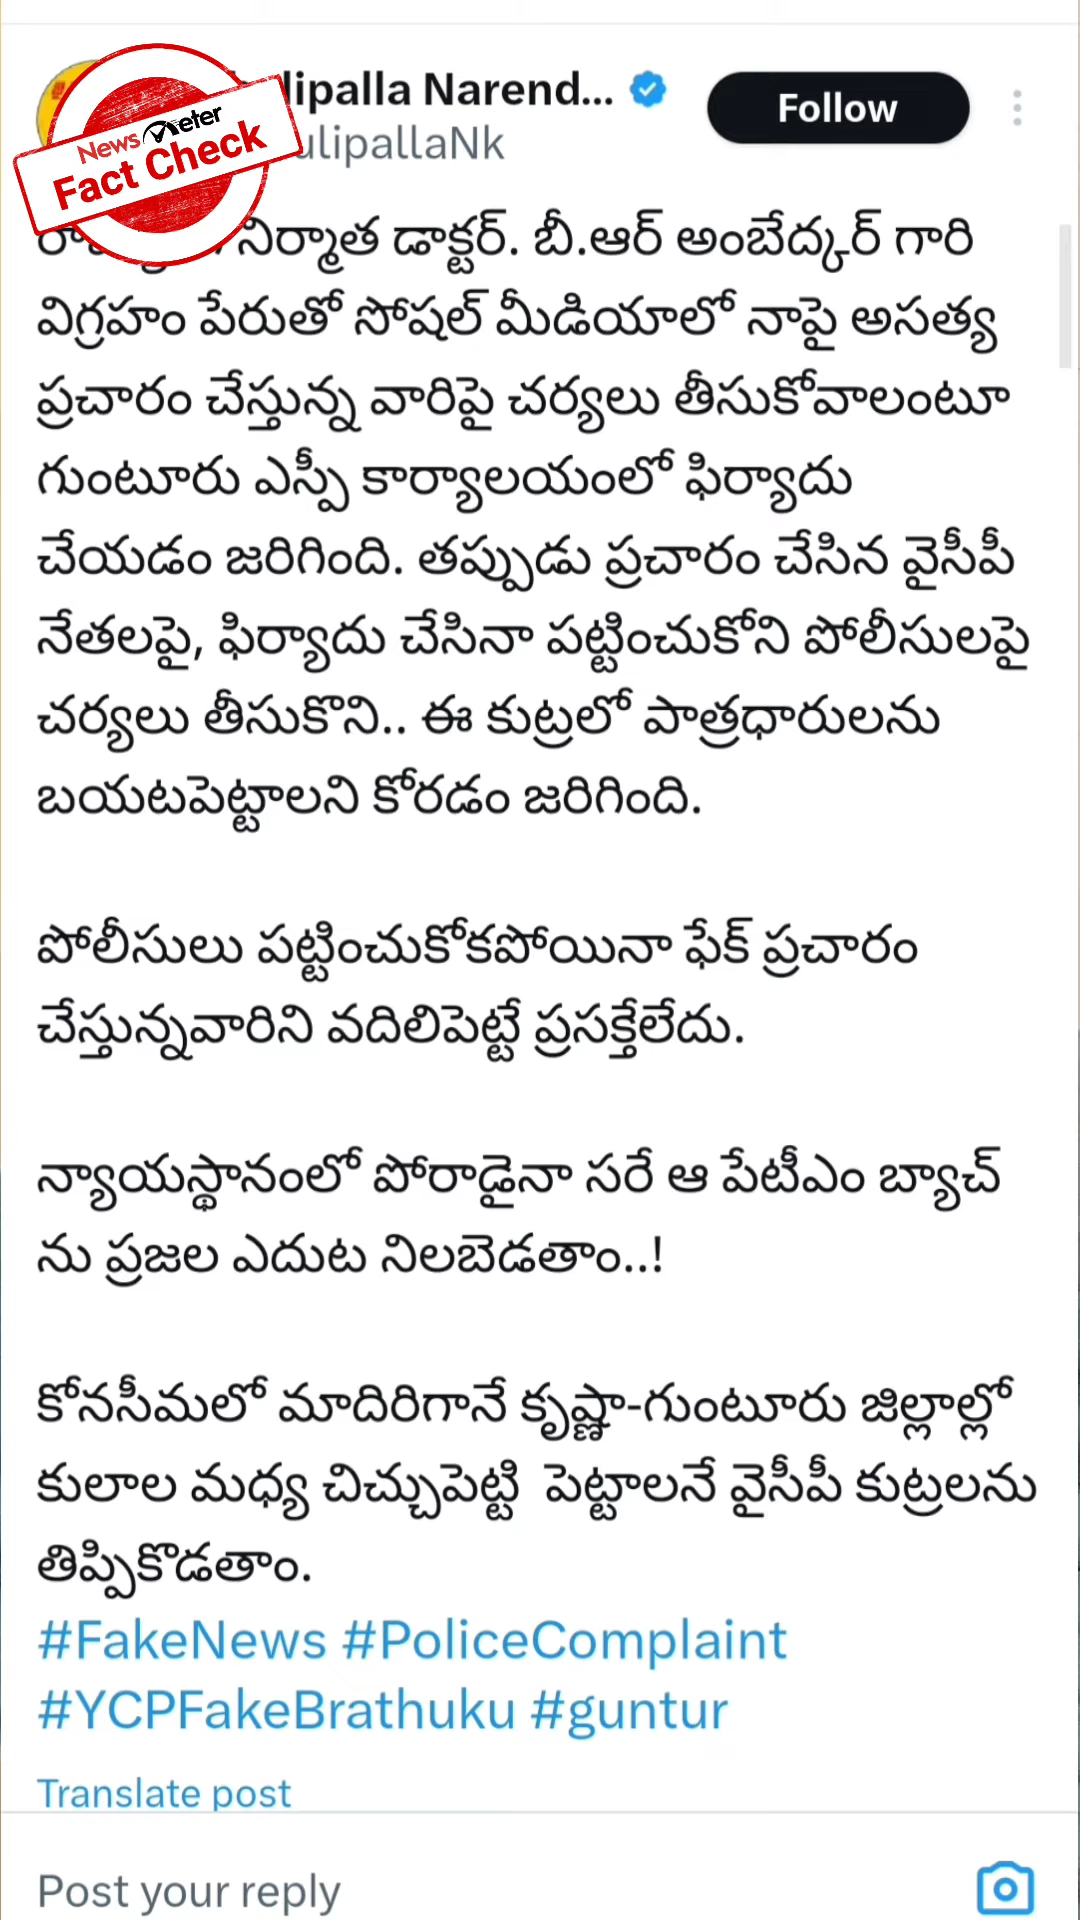 lipalla Narend...
Follow
ulipallaNk
News Meter
Fact Check
నిర్మాత డాక్టర్. బీ.ఆర్ అంబేద్కర్ గారి
విగ్రహం పేరుతో సోషల్ మీడియాలో నాపై అసత్య
ప్రచారం చేస్తున్న వారిపై చర్యలు తీసుకోవాలంటూ
గుంటూరు ఎస్పీ కార్యాలయంలో ఫిర్యాదు
చేయడం జరిగింది. తప్పుడు ప్రచారం చేసిన వైసీపీ
నేతలపై, ఫిర్యాదు చేసినా పట్టించుకోని పోలీసులపై
చర్యలు తీసుకొని.. ఈ కుట్రలో పాత్రధారులను
బయటపెట్టాలని కోరడం జరిగింది.
పోలీసులు పట్టించుకోకపోయినా ఫేక్ ప్రచారం
చేస్తున్నవారిని వదిలిపెట్టే ప్రసక్తేలేదు.
న్యాయస్థానంలో పోరాడైనా సరే ఆ పేటీఎం బ్యాచ్
ను ప్రజల ఎదుట నిలబెడతాం..!
కోనసీమలో మాదిరిగానే కృష్ణా-గుంటూరు జిల్లాల్లో
కులాల మధ్య చిచ్చుపెట్టి పెట్టాలనే వైసీపీ కుట్రలను
తిప్పికొడతాం.
#FakeNews #PoliceComplaint
#YCPFakeBrathuku #guntur
Translate post
Post your reply